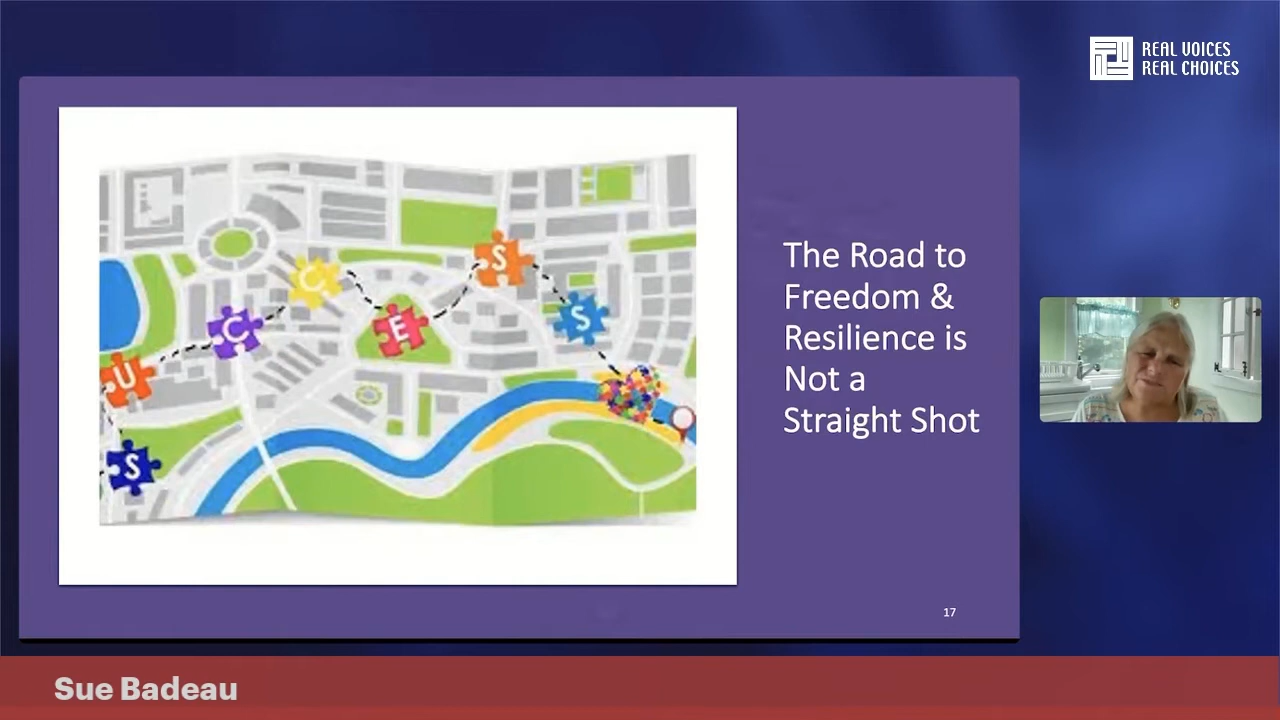 REAL VOICES
REAL CHOICES
S
U
C
C
E
S
S
The Road to
Freedom &
Resilience is
Not a
Straight Shot
17
Sue Badeau